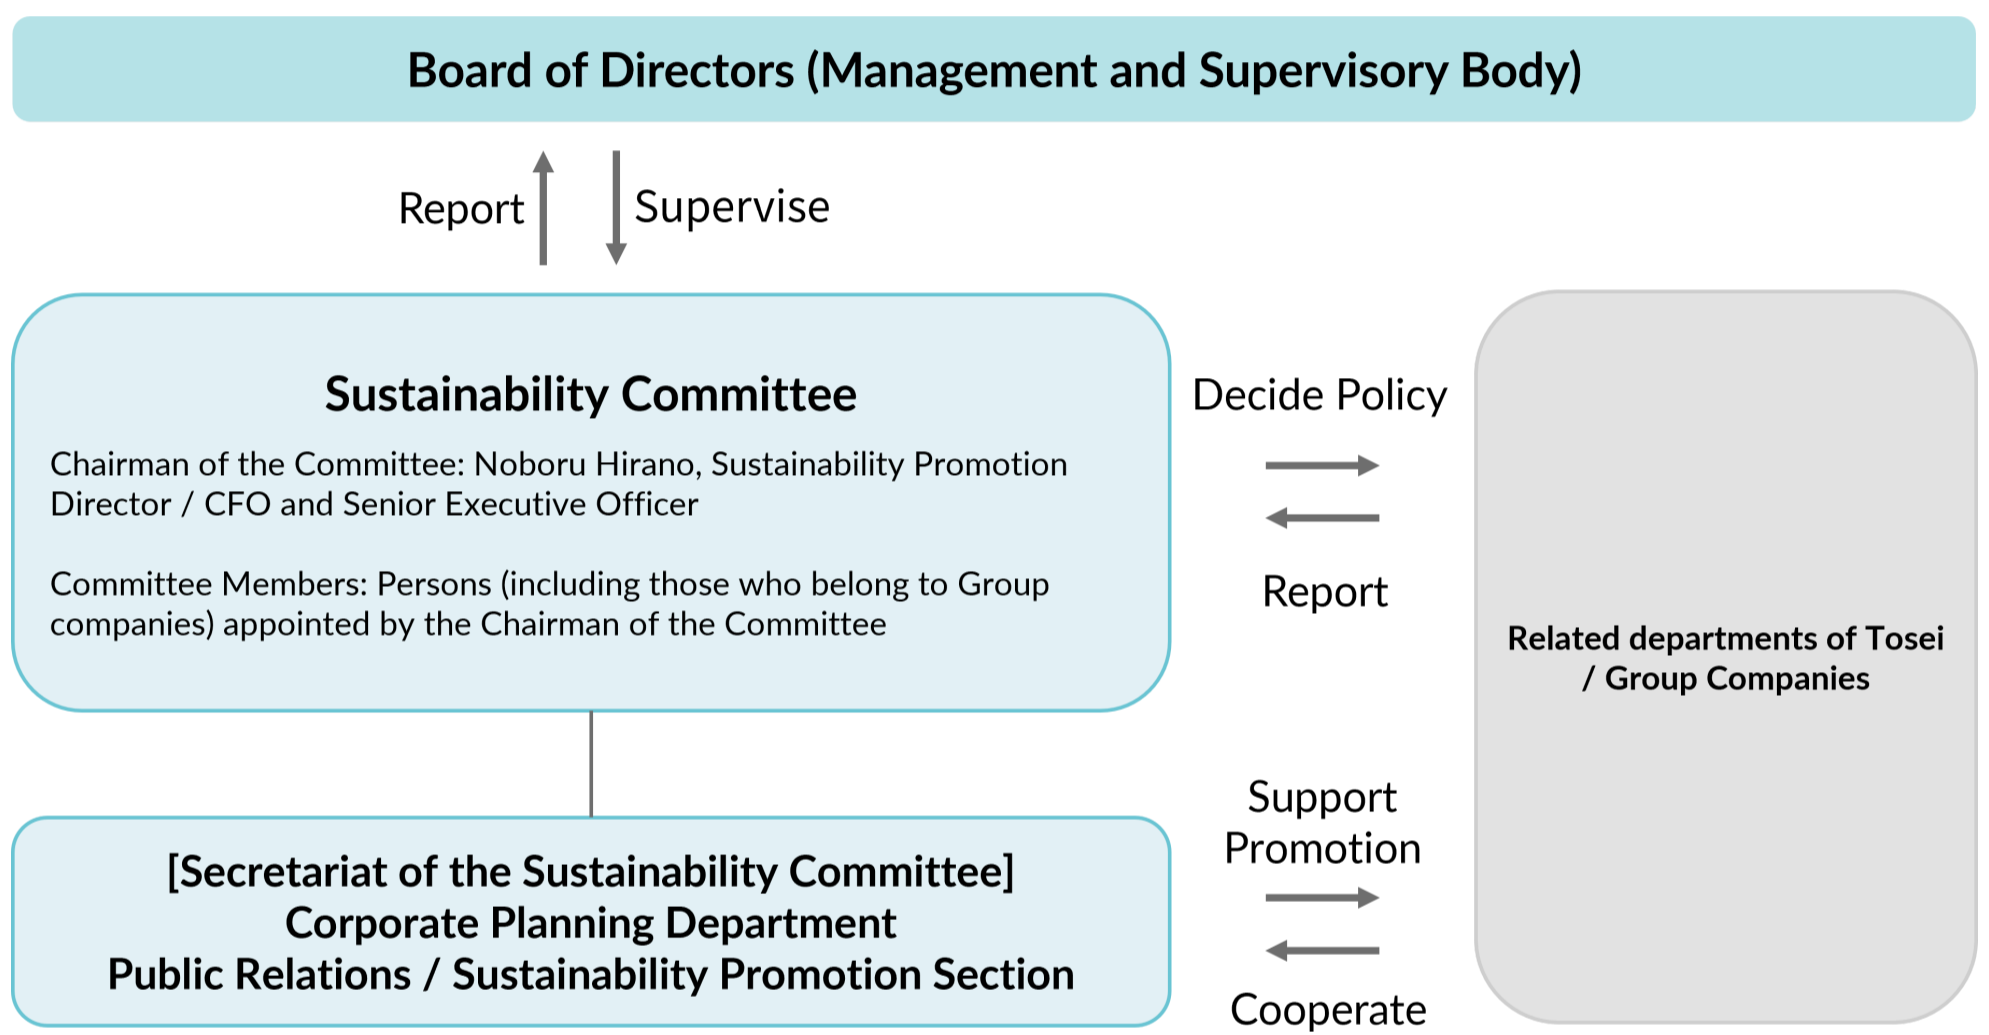 Board of Directors (Management and Supervisory Body)
Report
Supervise
Sustainability Committee
Chairman of the Committee: Noboru Hirano, Sustainability Promotion
Director / CFO and Senior Executive Officer
Committee Members: Persons (including those who belong to Group
companies) appointed by the Chairman of the Committee
Decide Policy
Report
Related departments of Tosei
/ Group Companies
[Secretariat of the Sustainability Committee]
Corporate Planning Department
Public Relations / Sustainability Promotion Section
Support
Promotion
Cooperate